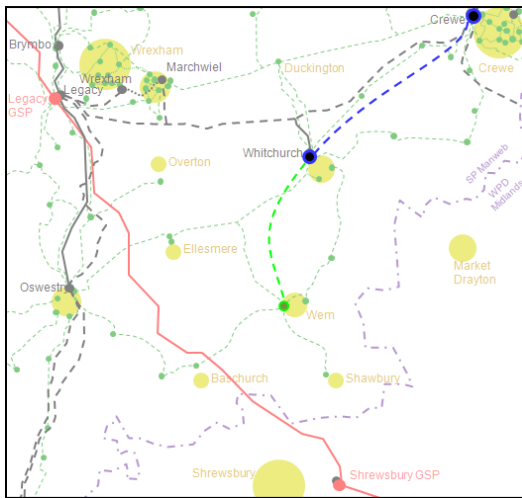 Crewe
Brymbo
Wrexham
Marchwiel
Duckington
Crewe
Wrexham
Legacy
Legacy
GSP
Whitchurch
Overton
SP Manweb
WPD
Midlands
Ellesmere
Market
Drayton
Oswestr
Wem
Baschurch
Shawbury
Shrewsbury
Shrewsbury GSP